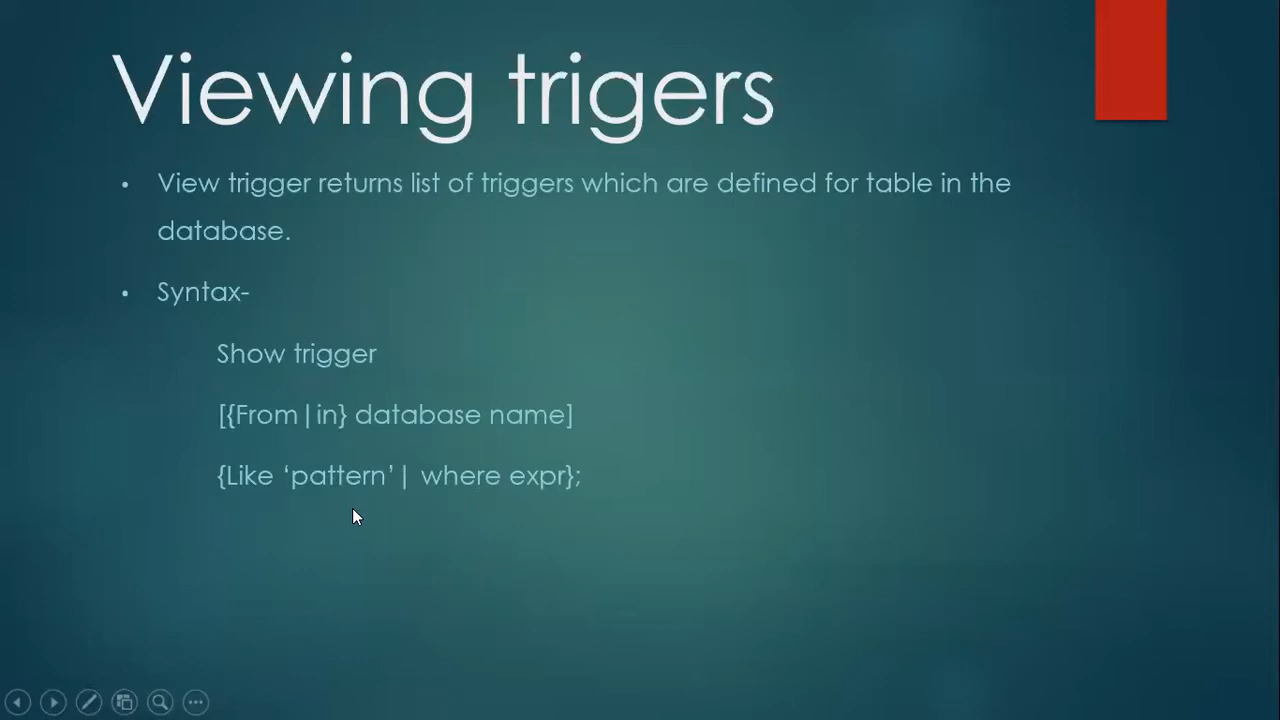 Viewing trigers
• View trigger returns list of triggers which are defined for table in the
database.
• Syntax-
Show trigger
[{From|in} database name]
{Like ‘pattern’| where expr};